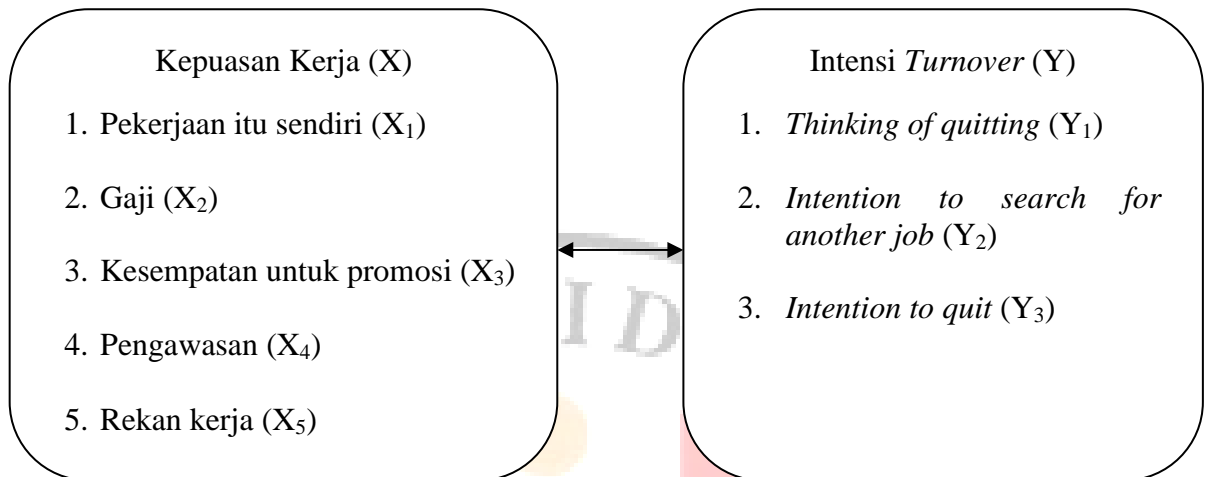 Kepuasan Kerja (X)
1. Pekerjaan itu sendiri (X₁)
2. Gaji (X₂)
3. Kesempatan untuk promosi (X₃)
4. Pengawasan (X₄)
5. Rekan kerja (X₅)
Intensi Turnover (Y)
1. Thinking of quitting (Y₁)
2. Intention to search for
another job (Y₂)
3. Intention to quit (Y₃)